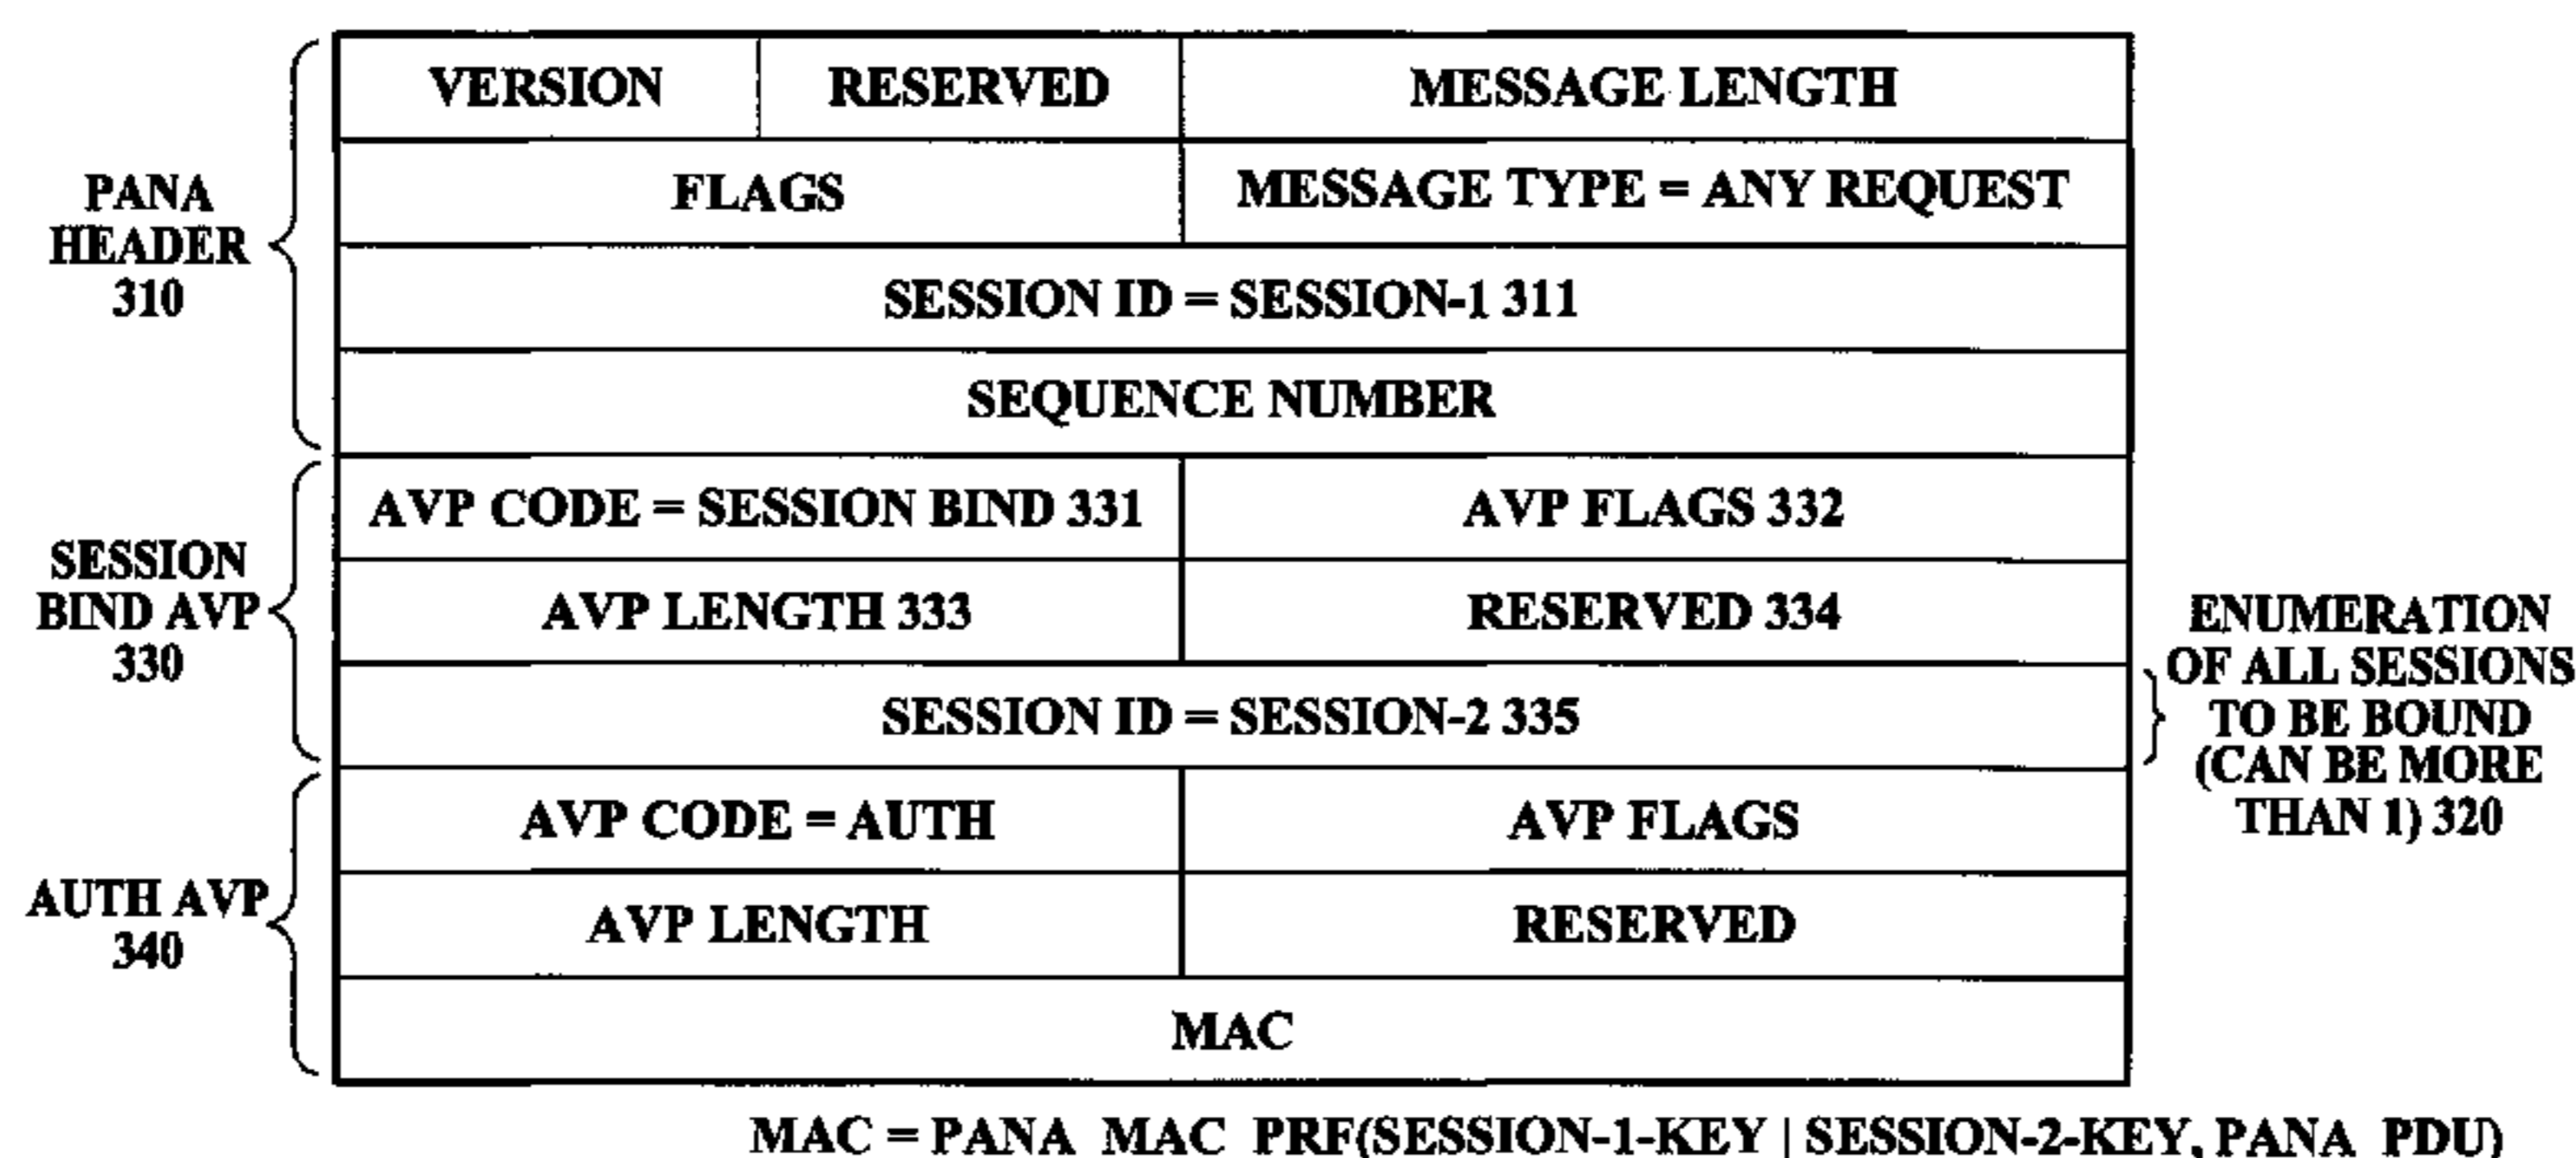 VERSION
RESERVED
MESSAGE LENGTH
PANA
HEADER
310
FLAGS
MESSAGE TYPE = ANY REQUEST
SESSION ID = SESSION-1 311
SEQUENCE NUMBER
SESSION
BIND AVP
330
AVP CODE = SESSION BIND 331
AVP FLAGS 332
AVP LENGTH 333
RESERVED 334
SESSION ID = SESSION-2 335
ENUMERATION
OF ALL SESSIONS
TO BE BOUND
(CAN BE MORE
THAN 1) 320
AUTH AVP
340
AVP CODE = AUTH
AVP FLAGS
AVP LENGTH
RESERVED
MAC
MAC = PANA_MAC_PRF(SESSION-1-KEY | SESSION-2-KEY, PANA_PDU)